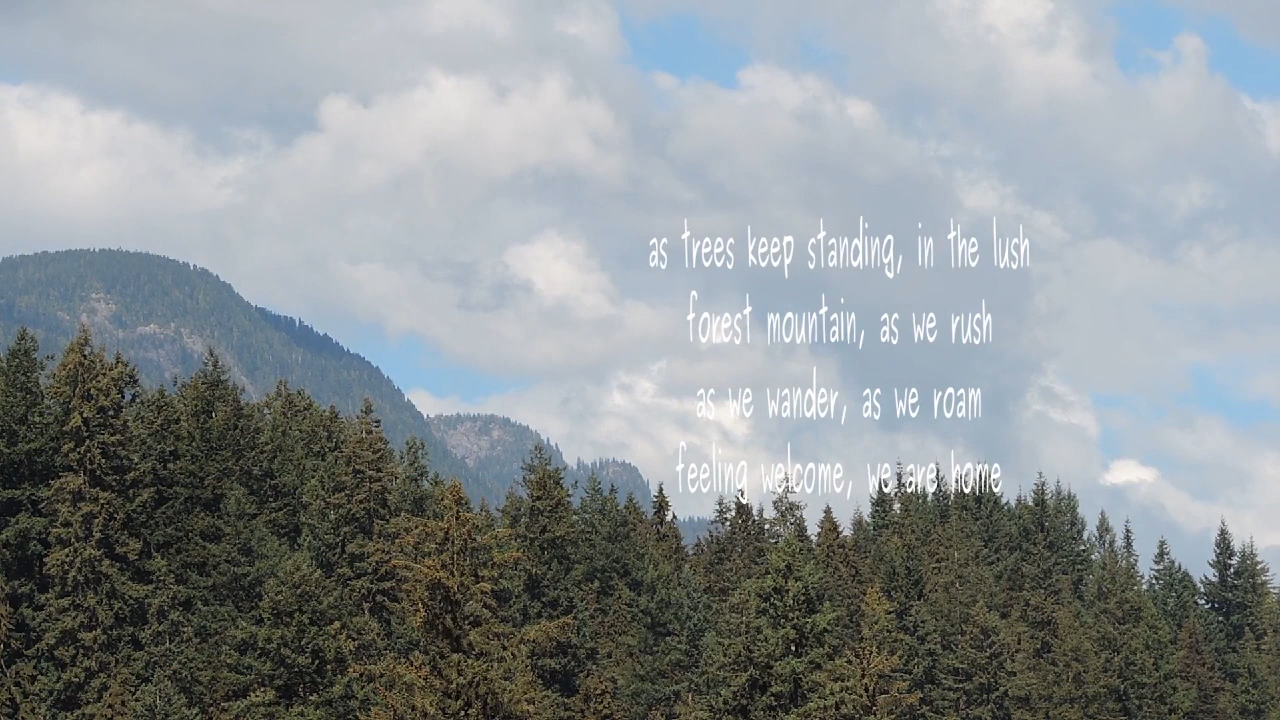 as trees keep standing, in the lush
forest mountain, as we rush
as we wander, as we roam
feeling welcome, we are home